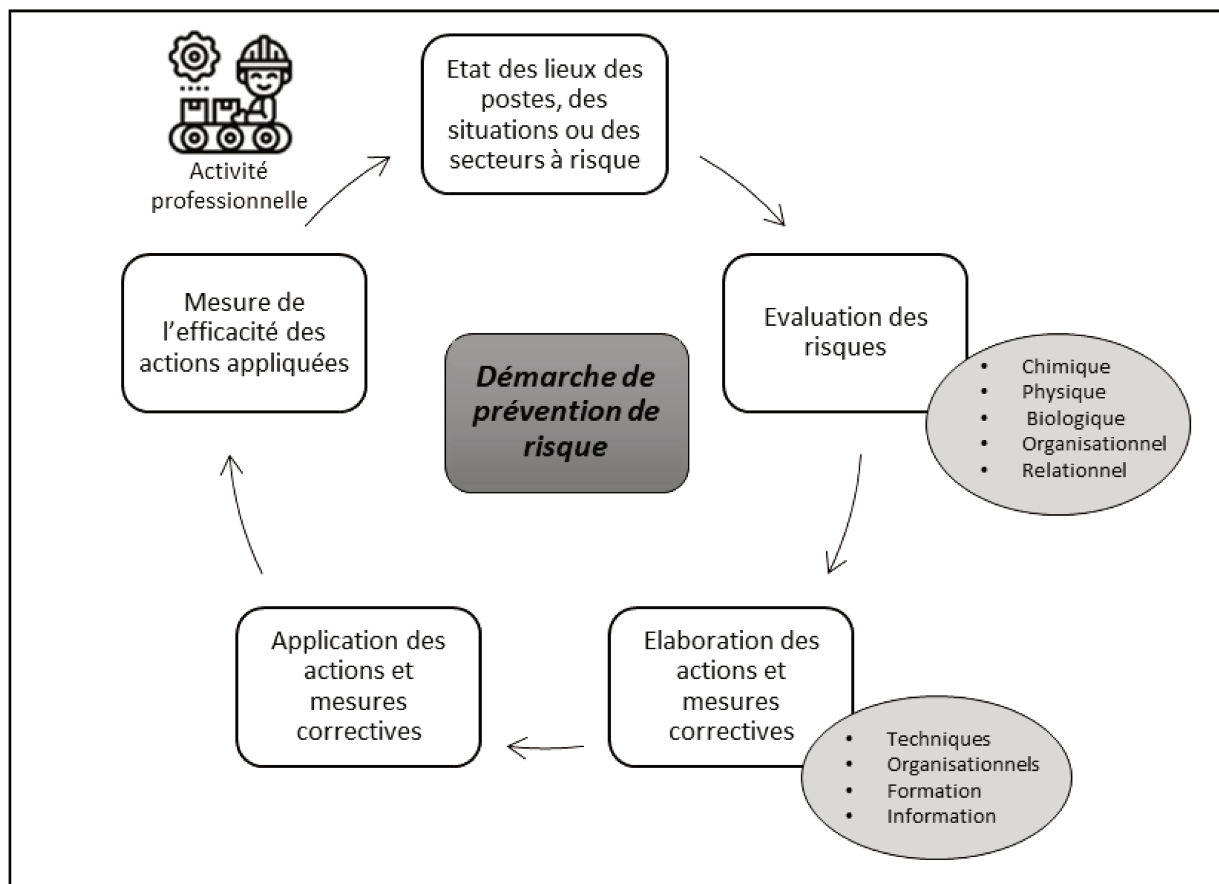 Activité
professionnelle
Etat des lieux des
postes, des
situations ou des
secteurs à risque
Evaluation des
risques
• Chimique
• Physique
• Biologique
• Organisationnel
• Relationnel
Elaboration des
actions et
mesures
correctives
• Techniques
• Organisationnels
• Formation
• Information
Application des
actions et
mesures
correctives
Mesure de
l’efficacité des
actions appliquées
Démarche de
prévention de
risque